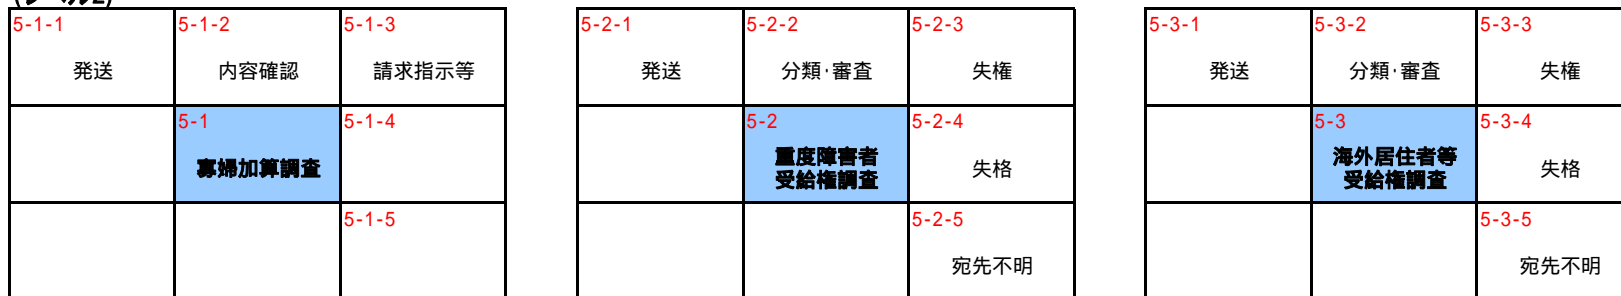 (レベル2)
5-1-1 5-1-2 5-1-3
発送 内容確認 請求指示等
5-1 5-1-4
寡婦加算調査
5-1-5
5-2-1 5-2-2 5-2-3
発送 分類・審査 失権
5-2 5-2-4
重度障害者
受給権調査 失格
5-2-5
宛先不明
5-3-1 5-3-2 5-3-3
発送 分類・審査 失権
5-3 5-3-4
海外居住者等
受給権調査 失格
5-3-5
宛先不明